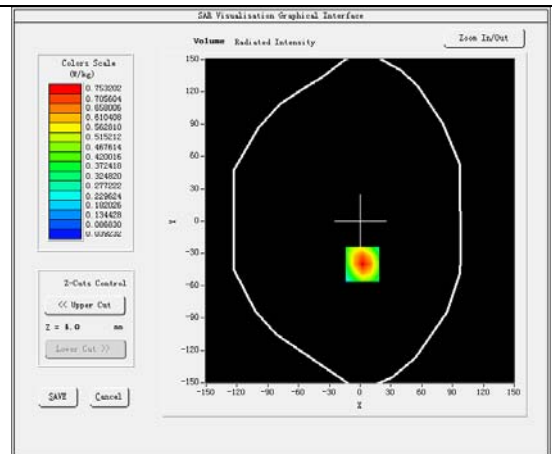 SAR Visualisation Graphical Interface
Volume Radiated Intensity
Zoom In/Out
Colors Scale
(W/kg)
0.753202
0.705604
0.658006
0.610408
0.562810
0.515212
0.467614
0.420016
0.372418
0.324820
0.277222
0.229624
0.182026
0.134428
0.086830
0.039232
Z-Cuts Control
<< Upper Cut
Z = 4.0 mm
Lower Cut >>
SAVE
Cancel
150
120
90
60
30
0
-30
-60
-90
-120
-150
Y
-150 -120 -90 -60 -30 0 30 60 90 120 150
X